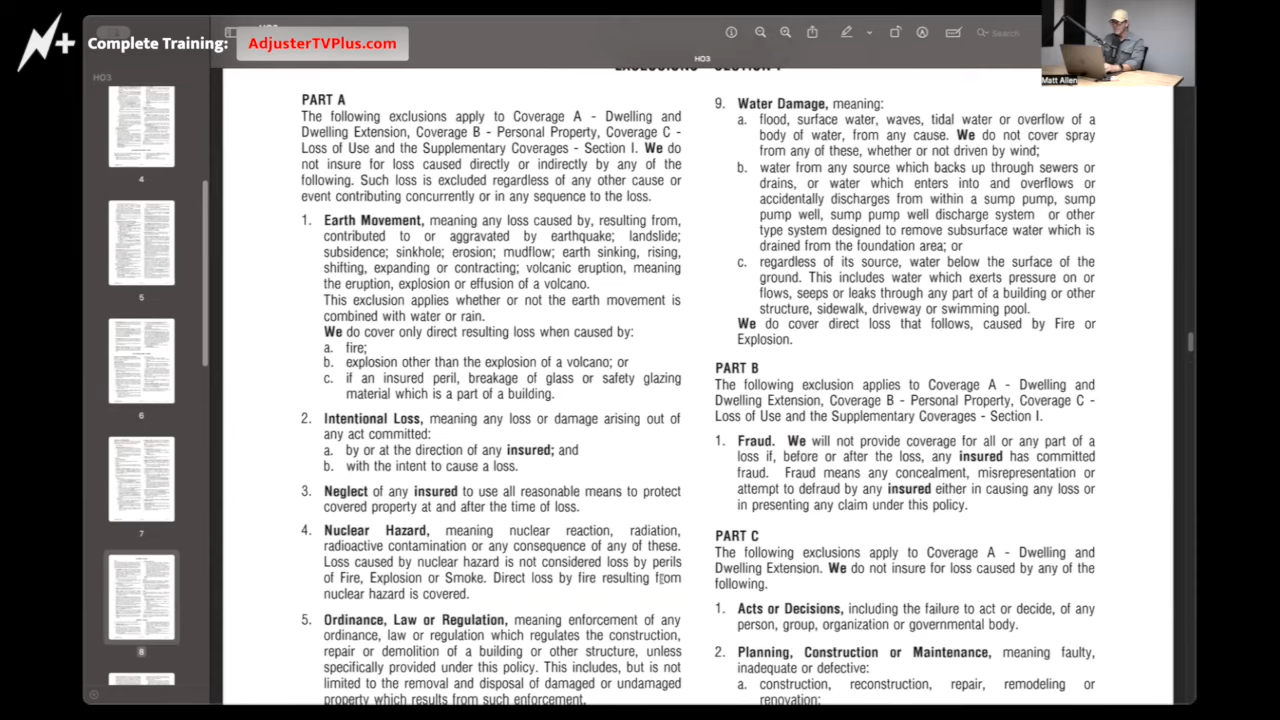 Complete Training: AdjusterTVPlus.com
HO3
Search
HO3
HO3
Matt Allen
4
5
6
7
8
EXCLUSIONS - SECTION I
PART A
The following exclusions apply to Coverage A - Dwelling and
Dwelling Extension, Coverage B - Personal Property, Coverage C -
Loss of Use and the Supplementary Coverages - Section I. We do
not insure for loss caused directly or indirectly by any of the
following. Such loss is excluded regardless of any other cause or
event contributing concurrently or in any sequence to the loss.
1. Earth Movement, meaning any loss caused by, resulting from,
contributed to or aggravated by earthquake; landslide;
subsidence; sinkhole; erosion; mudflow; earth sinking, rising,
shifting, expanding or contracting; volcanic eruption, meaning
the eruption, explosion or effusion of a volcano.
This exclusion applies whether or not the earth movement is
combined with water or rain.
We do cover direct resulting loss when caused by:
a. fire;
b. explosion other than the explosion of a volcano; or
c. if an insured peril, breakage of glass or safety glazing
material which is a part of a building.
2. Intentional Loss, meaning any loss or damage arising out of
any act committed:
a. by or at the direction of any insured; and
b. with the intent to cause a loss.
3. Neglect of any insured to use all reasonable means to protect
covered property at and after the time of loss.
4. Nuclear Hazard, meaning nuclear reaction, radiation,
radioactive contamination or any consequence of any of these.
Loss caused by nuclear hazard is not considered loss by perils
of Fire, Explosion or Smoke. Direct loss by fire resulting from
nuclear hazard is covered.
5. Ordinance, Law or Regulation, meaning enforcement of any
ordinance, law or regulation which regulates the construction,
repair or demolition of a building or other structure, unless
specifically provided under this policy. This includes, but is not
limited to the removal and disposal of damaged or undamaged
property which results from such enforcement.
9. Water Damage, meaning:
a. flood, surface water, waves, tidal water or overflow of a
body of water, from any cause. We do not cover spray
from any of these, whether or not driven by wind;
b. water from any source which backs up through sewers or
drains, or water which enters into and overflows or
accidentally discharges from within a sump pump, sump
pump well, sump pump well discharge system or other
type system designed to remove subsurface water which is
drained from the foundation area; or
c. regardless of its source, water below the surface of the
ground. This includes water which exerts pressure on or
flows, seeps or leaks through any part of a building or other
structure, sidewalk, driveway or swimming pool.
We do cover direct loss that follows, caused by Fire or
Explosion.
PART B
The following exclusions applies to Coverage A - Dwelling and
Dwelling Extension, Coverage B - Personal Property, Coverage C -
Loss of Use and the Supplementary Coverages - Section I.
1. Fraud. We will not provide coverage for all or any part of a
loss if, before or after the loss, any insured has committed
fraud. Fraud means any concealment, misrepresentation or
attempt to defraud by any insured either in causing any loss or
in presenting any claim under this policy.
PART C
The following exclusions apply to Coverage A - Dwelling and
Dwelling Extension. We do not insure for loss caused by any of the
following.
1. Acts or Decisions, including the failure to act or decide, of any
person, group, organization or governmental body.
2. Planning, Construction or Maintenance, meaning faulty,
inadequate or defective:
a. construction, reconstruction, repair, remodeling or
renovation;